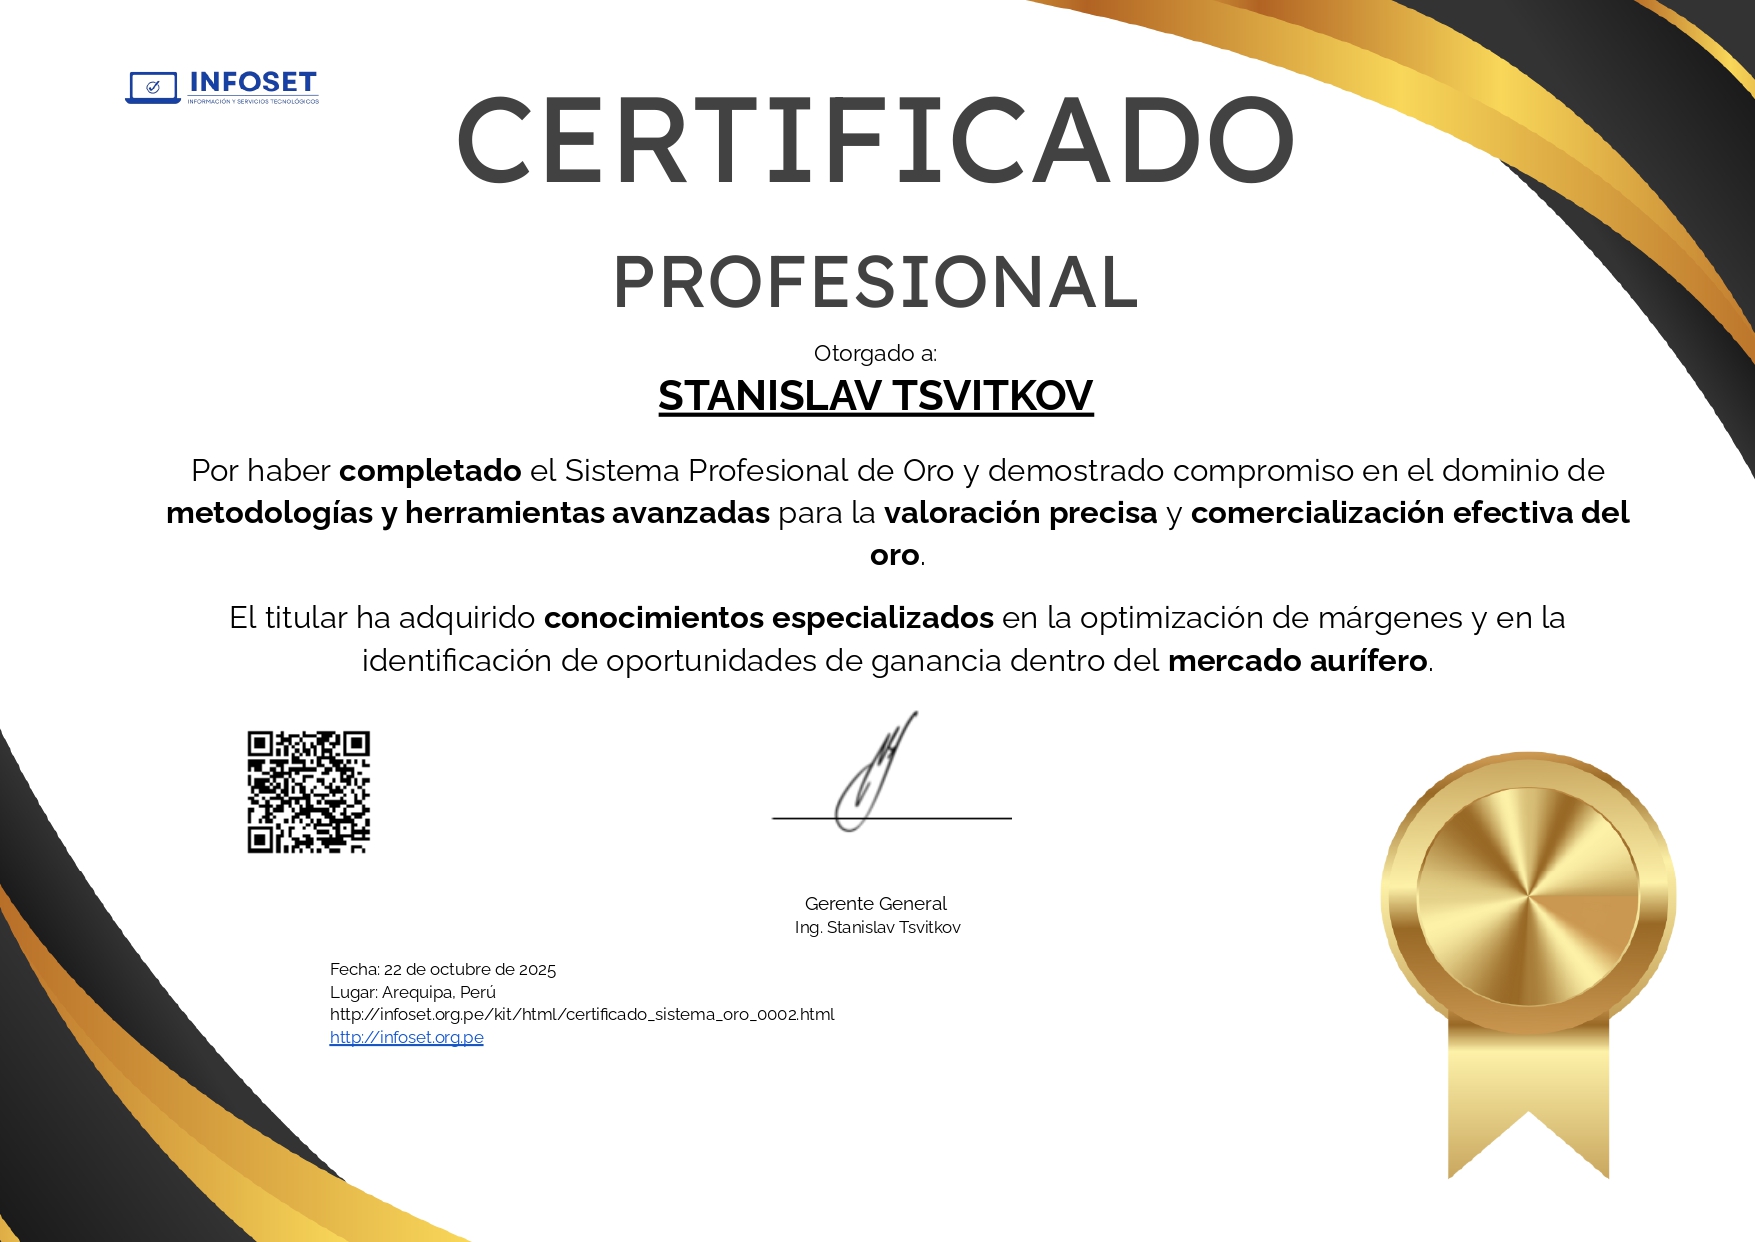 INFOSET
INFORMACIÓN Y SERVICIOS TECNOLÓGICOS
CERTIFICADO
PROFESIONAL
Otorgado a:
STANISLAV TSVITKOV
Por haber completado el Sistema Profesional de Oro y demostrado compromiso en el dominio de
metodologías y herramientas avanzadas para la valoración precisa y comercialización efectiva del
oro.
El titular ha adquirido conocimientos especializados en la optimización de márgenes y en la
identificación de oportunidades de ganancia dentro del mercado aurífero.
Gerente General
Ing. Stanislav Tsvitkov
Fecha: 22 de octubre de 2025
Lugar: Arequipa, Perú
http://infoset.org.pe/kit/html/certificado_sistema_oro_0002.html
http://infoset.org.pe